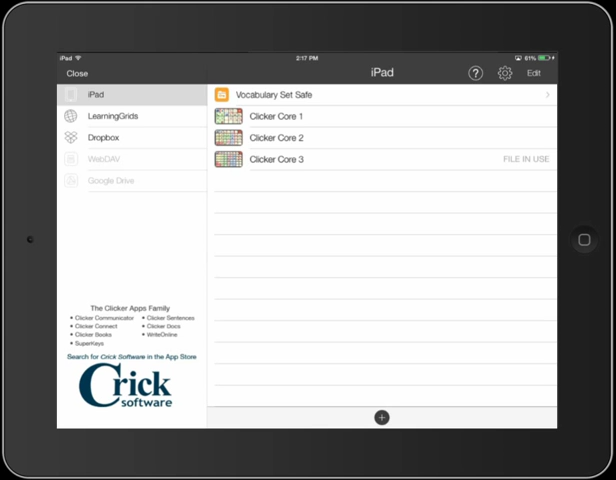 iPad
2:17 PM
61%
Close
iPad
Edit
iPad
LearningGrids
Dropbox
WebDAV
Google Drive
Vocabulary Set Safe
Clicker Core 1
Clicker Core 2
Clicker Core 3
FILE IN USE
The Clicker Apps Family
• Clicker Communicator • Clicker Sentences
• Clicker Connect • Clicker Docs
• Clicker Books • WriteOnline
• SuperKeys
Search for Crick Software in the App Store
Crick
software